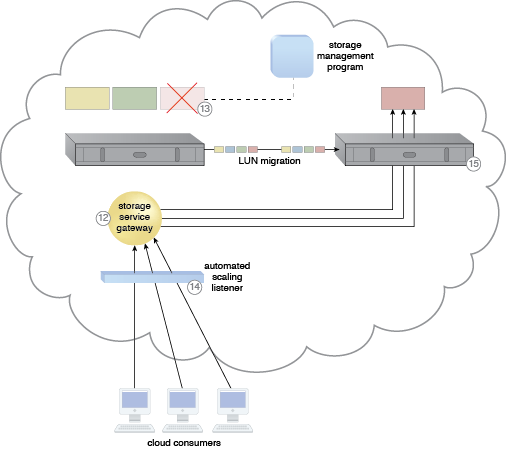 storage
management
program
13
LUN migration
15
12
storage
service
gateway
automated
scaling
listener
14
cloud consumers